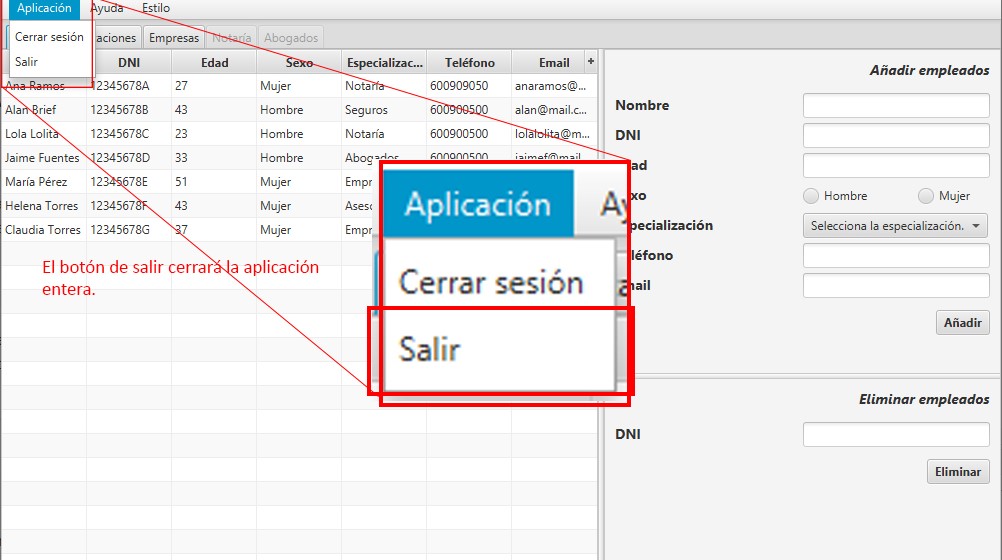 Aplicación Ayuda Estilo
Cerrar sesión
Salir
aciones Empresas Notaría Abogados
DNI Edad Sexo Especializac... Teléfono Email +
Ana Ramos 12345678A 27 Mujer Notaría 600909050 anaramos@...
Alan Brief 12345678B 43 Hombre Seguros 600900500 alan@mail.c...
Lola Lolita 12345678C 23 Hombre Notaría 600900500 lolalolita@m...
Jaime Fuentes 12345678D 33 Hombre Abogados 600900500 jaimef@mail
María Pérez 12345678E 51 Mujer Empr
Helena Torres 12345678F 43 Mujer Aseso
Claudia Torres 12345678G 37 Mujer Empr
El botón de salir cerrará la aplicación
entera.
Aplicación Ay
Cerrar sesión
Salir
Añadir empleados
Nombre
DNI
ad
xo Hombre Mujer
pecialización Selecciona la especialización.
léfono
nail
Añadir
Eliminar empleados
DNI
Eliminar